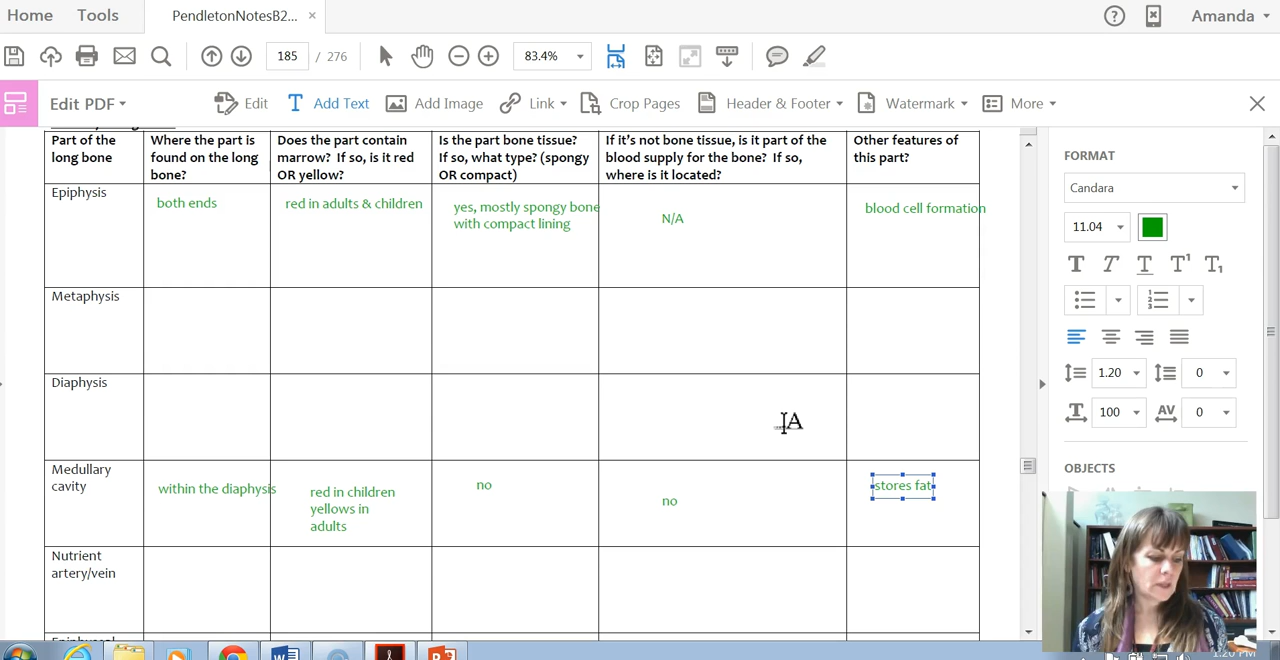 Home Tools PendletonNotesB2... × Amanda
185 / 276 83.4%
Edit PDF Edit Add Text Add Image Link Crop Pages Header & Footer Watermark More
Part of the long bone
Where the part is found on the long bone?
Does the part contain marrow? If so, is it red OR yellow?
Is the part bone tissue? If so, what type? (spongy OR compact)
If it's not bone tissue, is it part of the blood supply for the bone? If so, where is it located?
Other features of this part?
Epiphysis
both ends
red in adults & children
yes, mostly spongy bone
with compact lining
N/A
blood cell formation
Metaphysis
Diaphysis
Medullary
cavity
within the diaphysis
red in children
yellows in
adults
no
no
stores fat
Nutrient
artery/vein
FORMAT
Candara
11.04
T T T T¹ T₁
1.20 0
100 AV 0
OBJECTS
1:20 PM